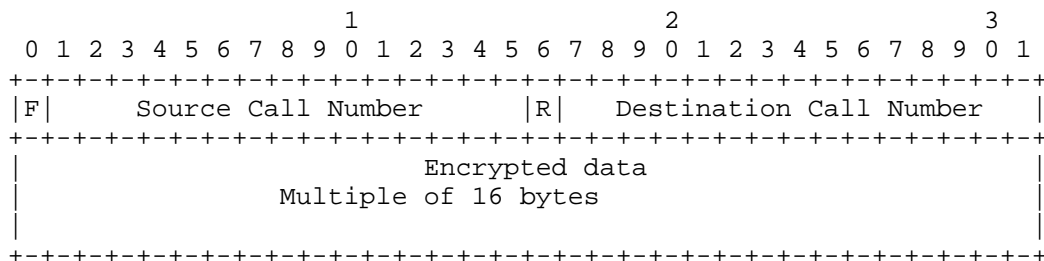 1                   2                   3
 0 1 2 3 4 5 6 7 8 9 0 1 2 3 4 5 6 7 8 9 0 1 2 3 4 5 6 7 8 9 0 1
+-+-+-+-+-+-+-+-+-+-+-+-+-+-+-+-+-+-+-+-+-+-+-+-+-+-+-+-+-+-+-+-+
|F|     Source Call Number      |R|   Destination Call Number   |
+-+-+-+-+-+-+-+-+-+-+-+-+-+-+-+-+-+-+-+-+-+-+-+-+-+-+-+-+-+-+-+-+
|                         Encrypted data                        |
|                Multiple of 16 bytes                           |
|                                                               |
+-+-+-+-+-+-+-+-+-+-+-+-+-+-+-+-+-+-+-+-+-+-+-+-+-+-+-+-+-+-+-+-+